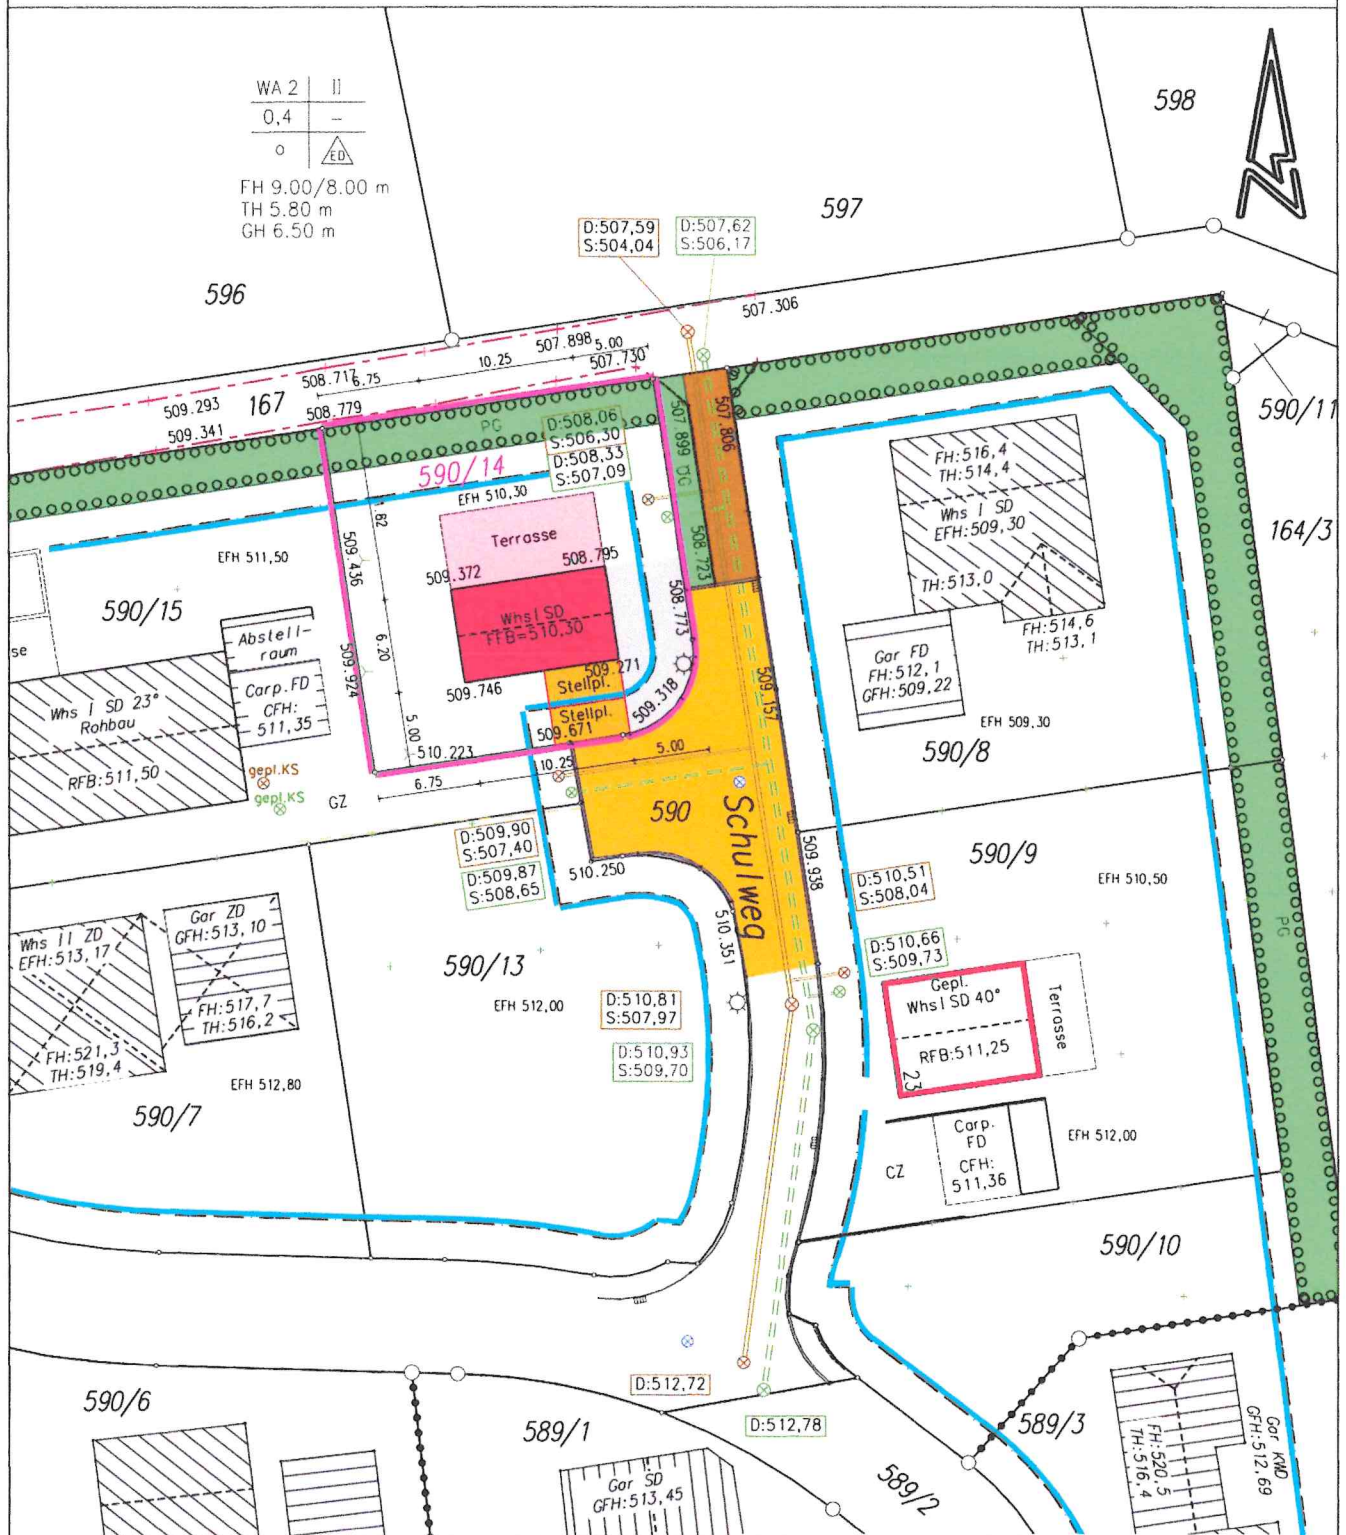 WA 2 II
0,4 –
o ED
FH 9.00/8.00 m
TH 5.80 m
GH 6.50 m
598
597
596
D:507,59
S:504,04
D:507,62
S:506,17
507.306
507.898
5.00
10.25
507.730
508.717
6.75
509.293
167
508.779
509.341
PG
D:508,06
S:506,30
D:508,33
S:507,09
507.899
ÖG
507.806
590/14
EFH 510,30
590/11
FH:516,4
TH:514,4
Whs I SD
EFH:509,30
TH:513,0
FH:514,6
TH:513,1
164/3
EFH 511,50
509.436
Terrasse
508.795
509.372
508.723
508.773
590/15
Whs I SD
FFB=510,30
6.20
Abstell-
raum
Carp.FD
CFH:
511,35
Gar FD
FH:512,1
GFH:509,22
509.924
509.746
509.271
Stellpl.
Stellpl.
509.318
509.157
Whs I SD 23°
Rohbau
RFB:511,50
EFH 509,30
590/8
5.00
510.223
509.671
5.00
10.25
6.75
gepl.KS
gepl.KS
GZ
590
Schulweg
D:509,90
S:507,40
D:509,87
S:508,65
510.250
509.938
590/9
EFH 510,50
D:510,51
S:508,04
510.351
Gar ZD
GFH:513,10
FH:517,7
TH:516,2
Whs II ZD
EFH:513,17
FH:521,3
TH:519,4
590/13
EFH 512,00
D:510,66
S:509,73
PG
Gepl.
Whs I SD 40°
RFB:511,25
23
Terrasse
D:510,81
S:507,97
D:510,93
S:509,70
EFH 512,80
590/7
Carp.
FD
CFH:
511,36
CZ
EFH 512,00
590/10
D:512,72
D:512,78
590/6
589/1
589/2
589/3
Gar SD
GFH:513,45
FH:520,5
TH:516,4
Gar KWD
GFH:512,69